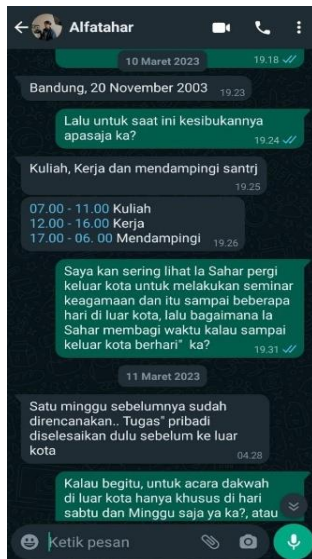 Alfatahar
10 Maret 2023
19.18
Bandung, 20 November 2003 19.23
Lalu untuk saat ini kesibukannya
apasaja ka?
19.24
Kuliah, Kerja dan mendampingi santrj
19.25
07.00 - 11.00 Kuliah
12.00 - 16.00 Kerja
17.00 - 06. 00 Mendampingi 19.26
Saya kan sering lihat la Sahar pergi
keluar kota untuk melakukan seminar
keagamaan dan itu sampai beberapa
hari di luar kota, lalu bagaimana la
Sahar membagi waktu kalau sampai
keluar kota berhari" ka?
19.31
11 Maret 2023
Satu minggu sebelumnya sudah
direncanakan.. Tugas" pribadi
diselesaikan dulu sebelum ke luar
kota
04.28
Kalau begitu, untuk acara dakwah
di luar kota hanya khusus di hari
sabtu dan Minggu saja ya ka?, atau
Ketik pesan